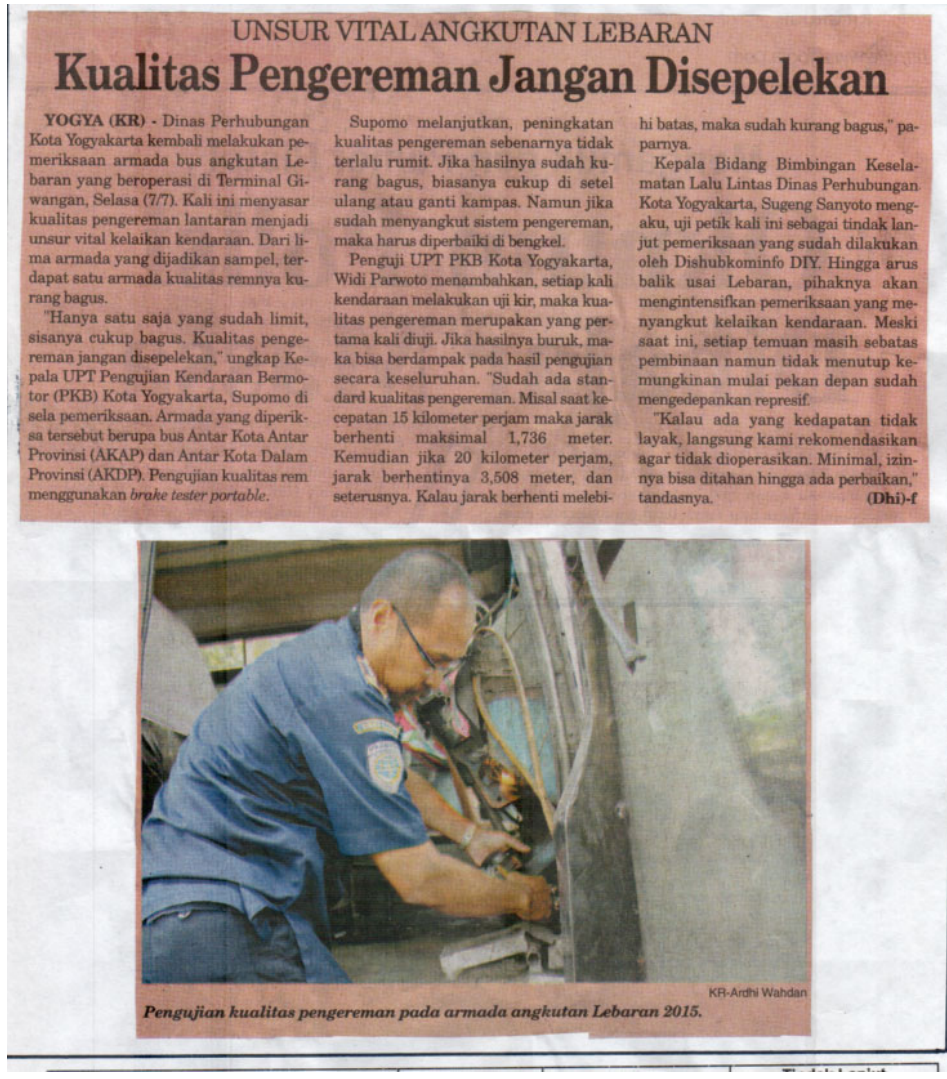 UNSUR VITAL ANGKUTAN LEBARAN
Kualitas Pengereman Jangan Disepelekan
YOGYA (KR) - Dinas Perhubungan
Kota Yogyakarta kembali melakukan pe-
meriksaan armada bus angkutan Le-
baran yang beroperasi di Terminal Gi-
wangan, Selasa (7/7). Kali ini menyasar
kualitas pengereman lantaran menjadi
unsur vital kelaikan kendaraan. Dari li-
ma armada yang dijadikan sampel, ter-
dapat satu armada kualitas remnya ku-
rang bagus.
"Hanya satu saja yang sudah limit,
sisanya cukup bagus. Kualitas penge-
reman jangan disepelekan," ungkap Ke-
pala UPT Pengujian Kendaraan Bermo-
tor (PKB) Kota Yogyakarta, Supomo di
sela pemeriksaan. Armada yang diperik-
sa tersebut berupa bus Antar Kota Antar
Provinsi (AKAP) dan Antar Kota Dalam
Provinsi (AKDP). Pengujian kualitas rem
menggunakan brake tester portable.
Supomo melanjutkan, peningkatan
kualitas pengereman sebenarnya tidak
terlalu rumit. Jika hasilnya sudah ku-
rang bagus, biasanya cukup di setel
ulang atau ganti kampas. Namun jika
sudah menyangkut sistem pengereman,
maka harus diperbaiki di bengkel.
Penguji UPT PKB Kota Yogyakarta,
Widi Parwoto menambahkan, setiap kali
kendaraan melakukan uji kir, maka kua-
litas pengereman merupakan yang per-
tama kali diuji. Jika hasilnya buruk, ma-
ka bisa berdampak pada hasil pengujian
secara keseluruhan. "Sudah ada stan-
dard kualitas pengereman. Misal saat ke-
cepatan 15 kilometer perjam maka jarak
berhenti maksimal 1,736 meter.
Kemudian jika 20 kilometer perjam,
jarak berhentinya 3,508 meter, dan
seterusnya. Kalau jarak berhenti melebi-
hi batas, maka sudah kurang bagus," pa-
parnya.
Kepala Bidang Bimbingan Kesela-
matan Lalu Lintas Dinas Perhubungan
Kota Yogyakarta, Sugeng Sanyoto meng-
aku, uji petik kali ini sebagai tindak lan-
jut pemeriksaan yang sudah dilakukan
oleh Dishubkominfo DIY. Hingga arus
balik usai Lebaran, pihaknya akan
mengintensifkan pemeriksaan yang me-
nyangkut kelaikan kendaraan. Meski
saat ini, setiap temuan masih sebatas
pembinaan namun tidak menutup ke-
mungkinan mulai pekan depan sudah
mengedepankan represif.
"Kalau ada yang kedapatan tidak
layak, langsung kami rekomendasikan
agar tidak dioperasikan. Minimal, izin-
nya bisa ditahan hingga ada perbaikan,"
tandasnya. (Dhi)-f
KR-Ardhi Wahdan
Pengujian kualitas pengereman pada armada angkutan Lebaran 2015.
Tindak Lanjut